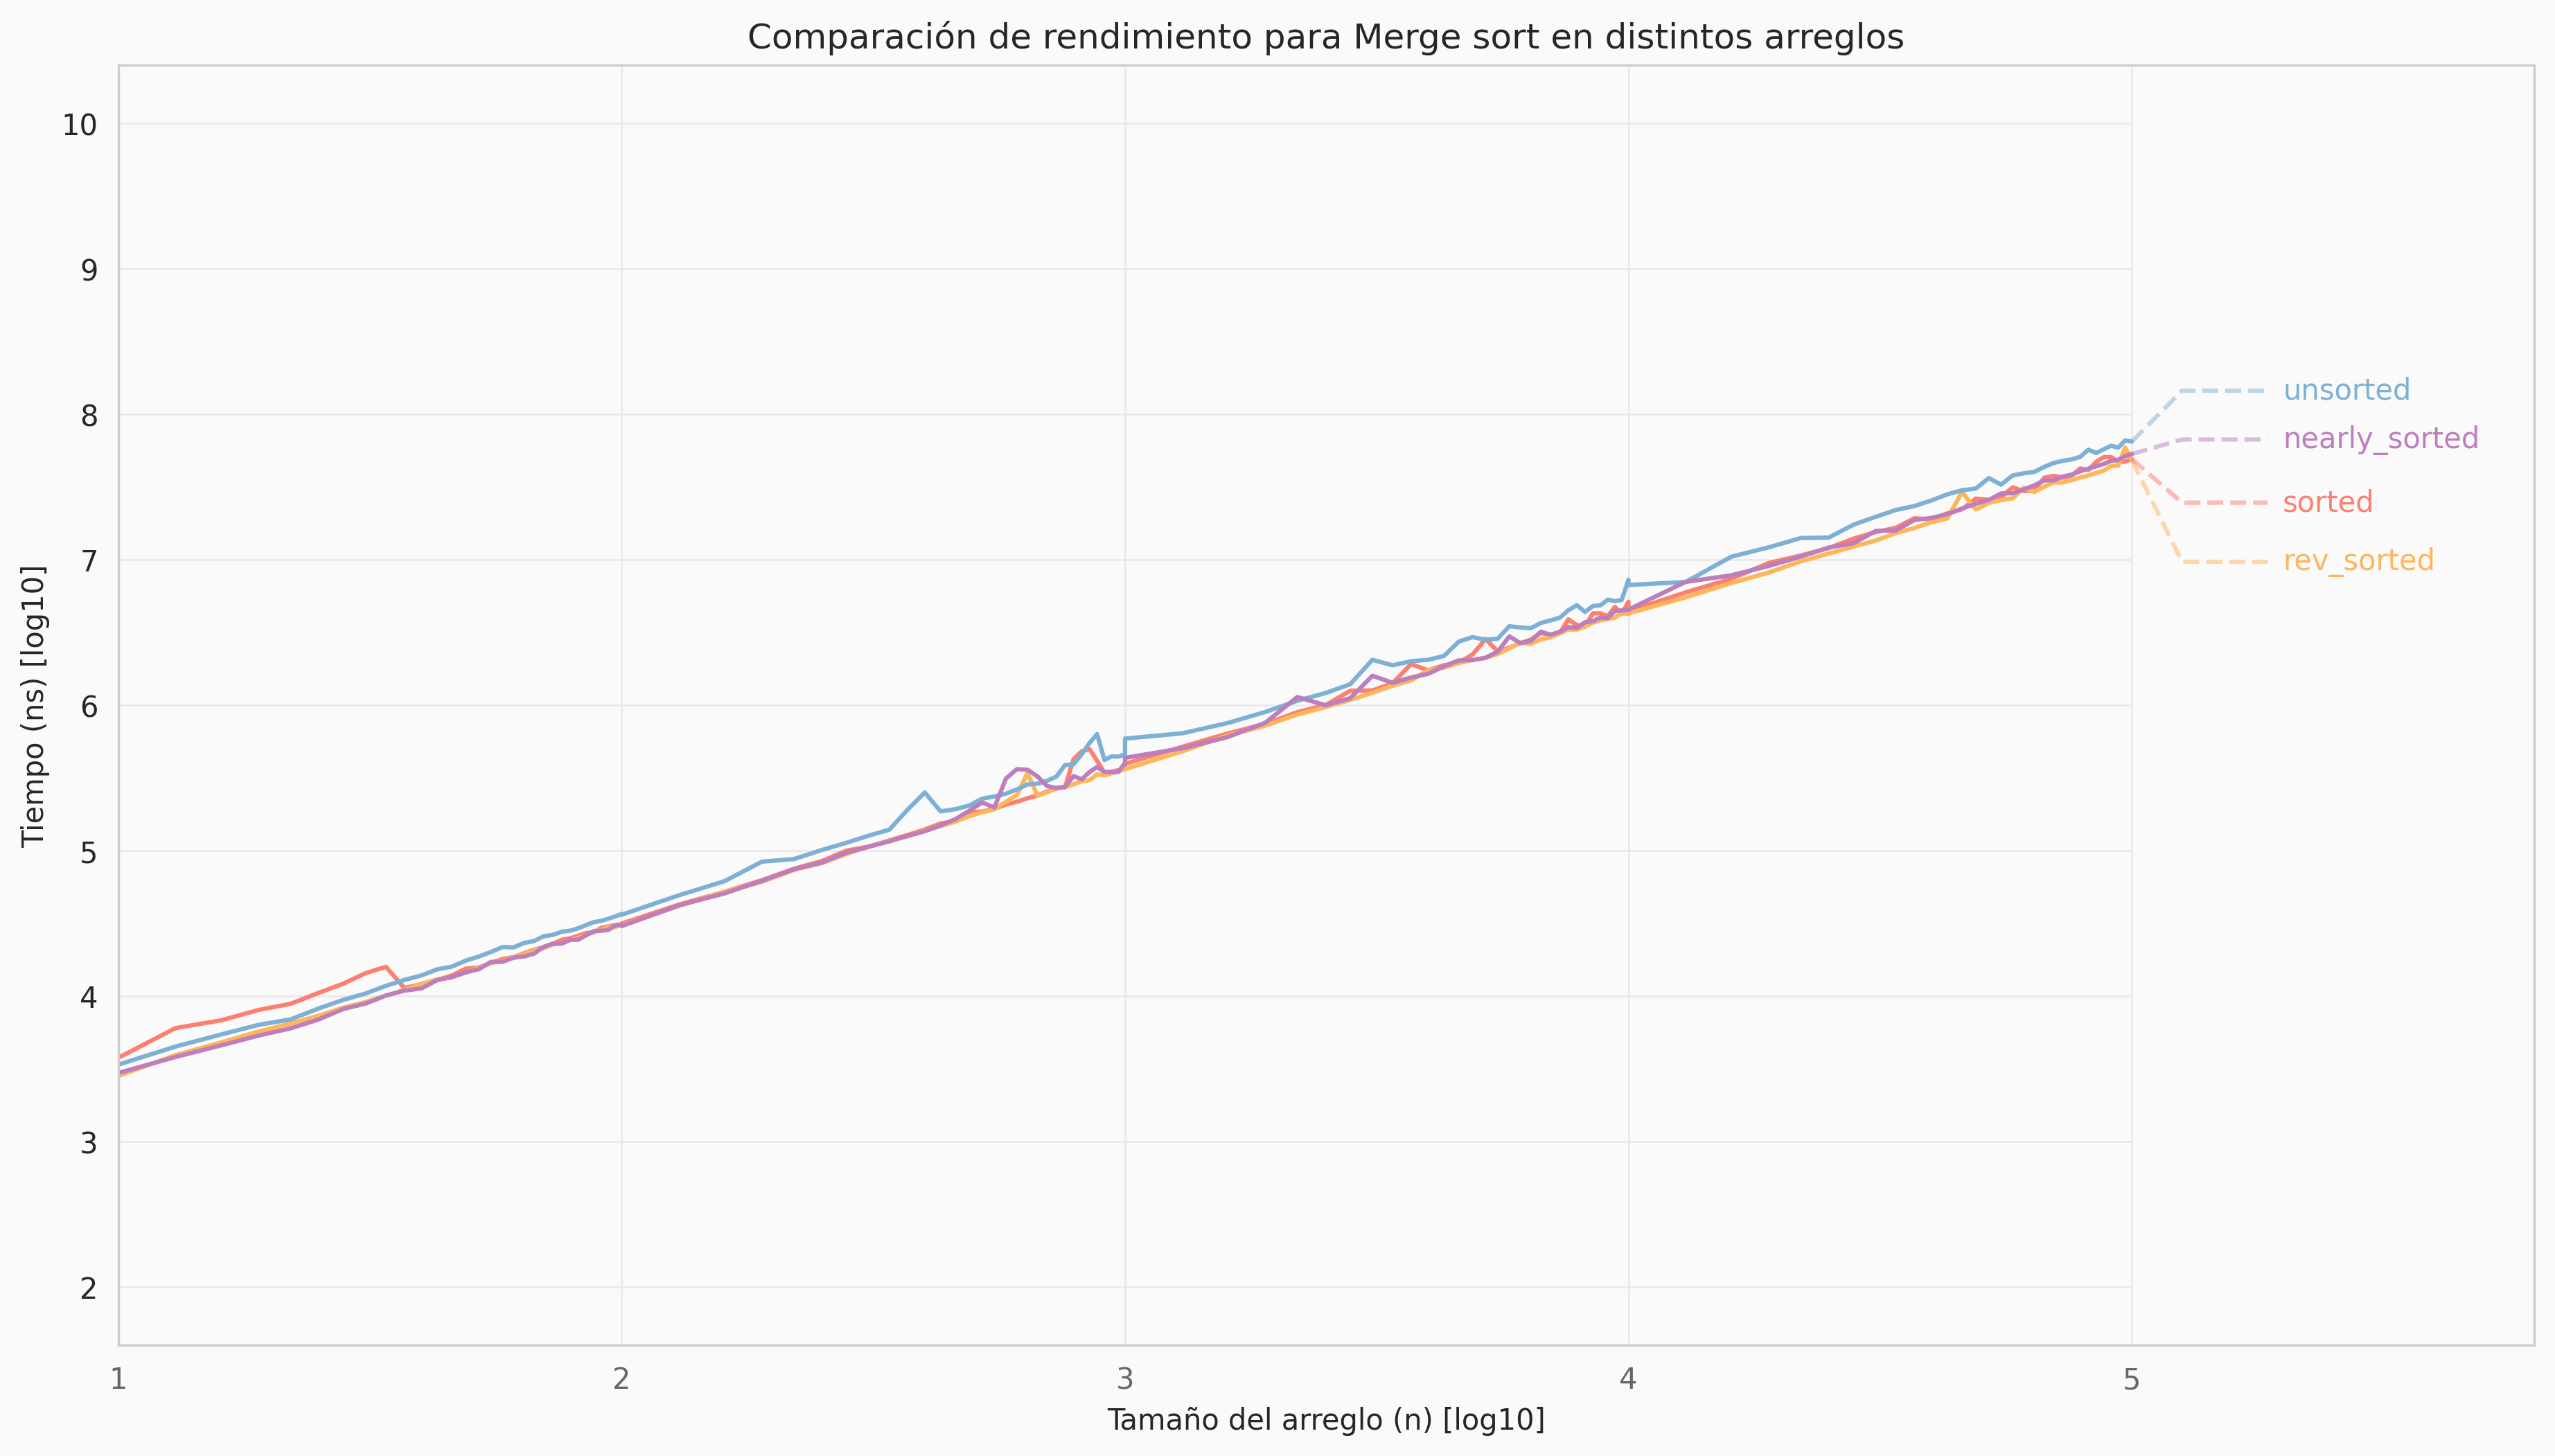 Comparación de rendimiento para Merge sort en distintos arreglos
10
9
8
7
6
5
4
3
2
Tiempo (ns) [log10]
unsorted
nearly_sorted
sorted
rev_sorted
1 2 3 4 5
Tamaño del arreglo (n) [log10]